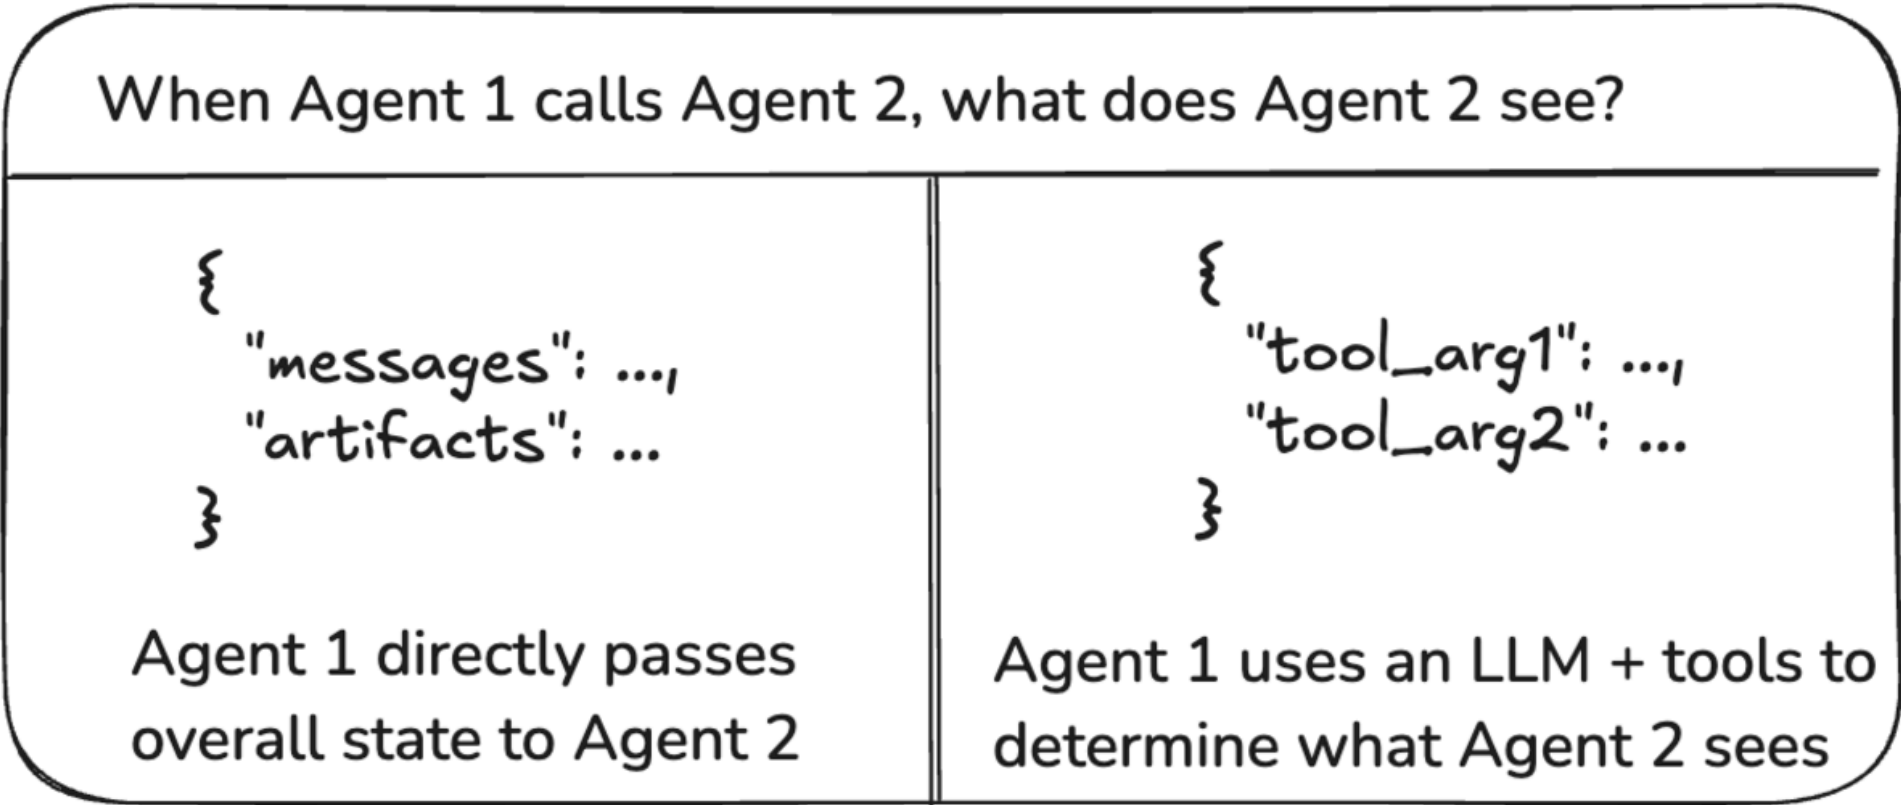 When Agent 1 calls Agent 2, what does Agent 2 see?
{
"messages": ...,
"artifacts": ...
}
Agent 1 directly passes
overall state to Agent 2
{
"tool_arg1": ...,
"tool_arg2": ...
}
Agent 1 uses an LLM + tools to
determine what Agent 2 sees